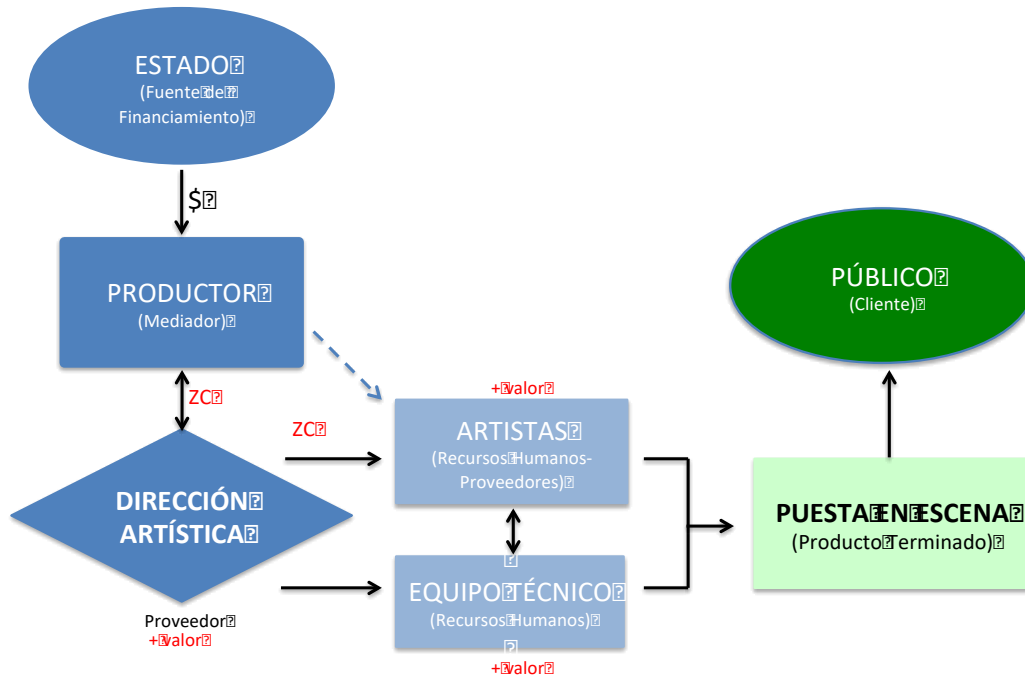 ESTADO
(Fuente de
Financiamiento)
$
PRODUCTOR
(Mediador)
ZC
DIRECCIÓN
ARTÍSTICA
Proveedor
+ valor
ZC
+ valor
ARTISTAS
(Recursos Humanos-
Proveedores)
EQUIPO TÉCNICO
(Recursos Humanos)
+ valor
PÚBLICO
(Cliente)
PUESTA EN ESCENA
(Producto Terminado)